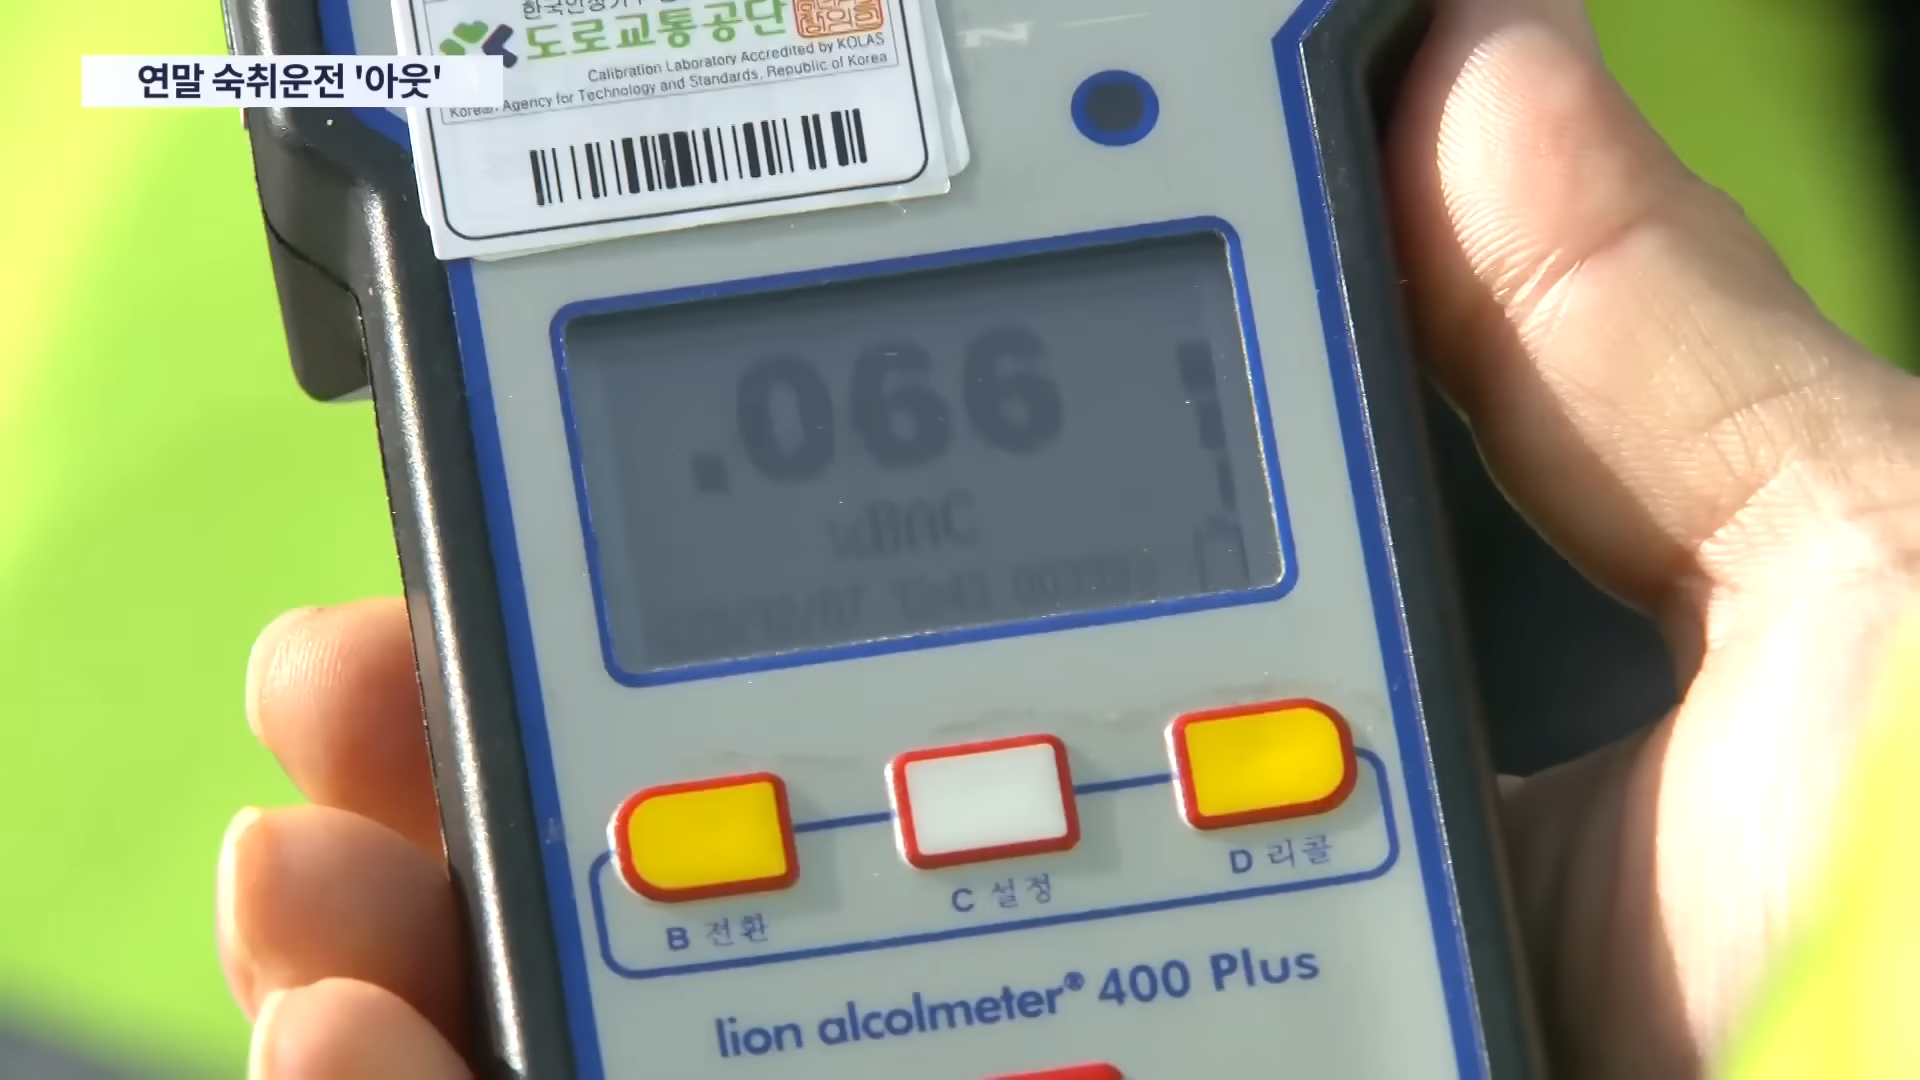 연말 숙취운전 '아웃'
도로교통공단
Calibration Laboratory Accredited by KOLAS
Korean Agency for Technology and Standards, Republic of Korea
.066
%BAC
B 전환
C 설정
D 리콜
lion alcolmeter® 400 Plus